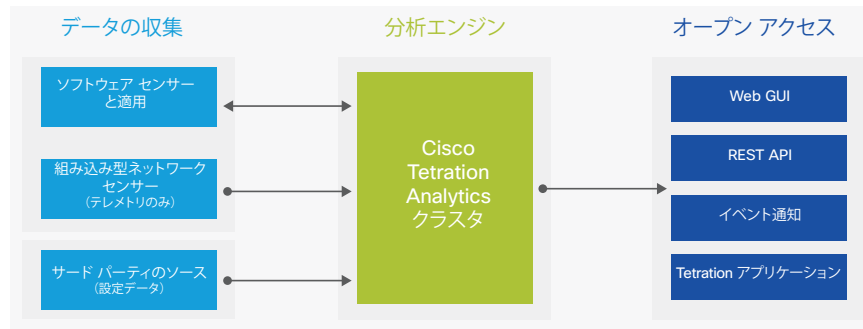 データの収集
分析エンジン
オープン アクセス
ソフトウェア センサー
と適用
組み込み型ネットワーク
センサー
(テレメトリのみ)
サード パーティのソース
(設定データ)
Cisco
Tetration
Analytics
クラスタ
Web GUI
REST API
イベント通知
Tetration アプリケーション